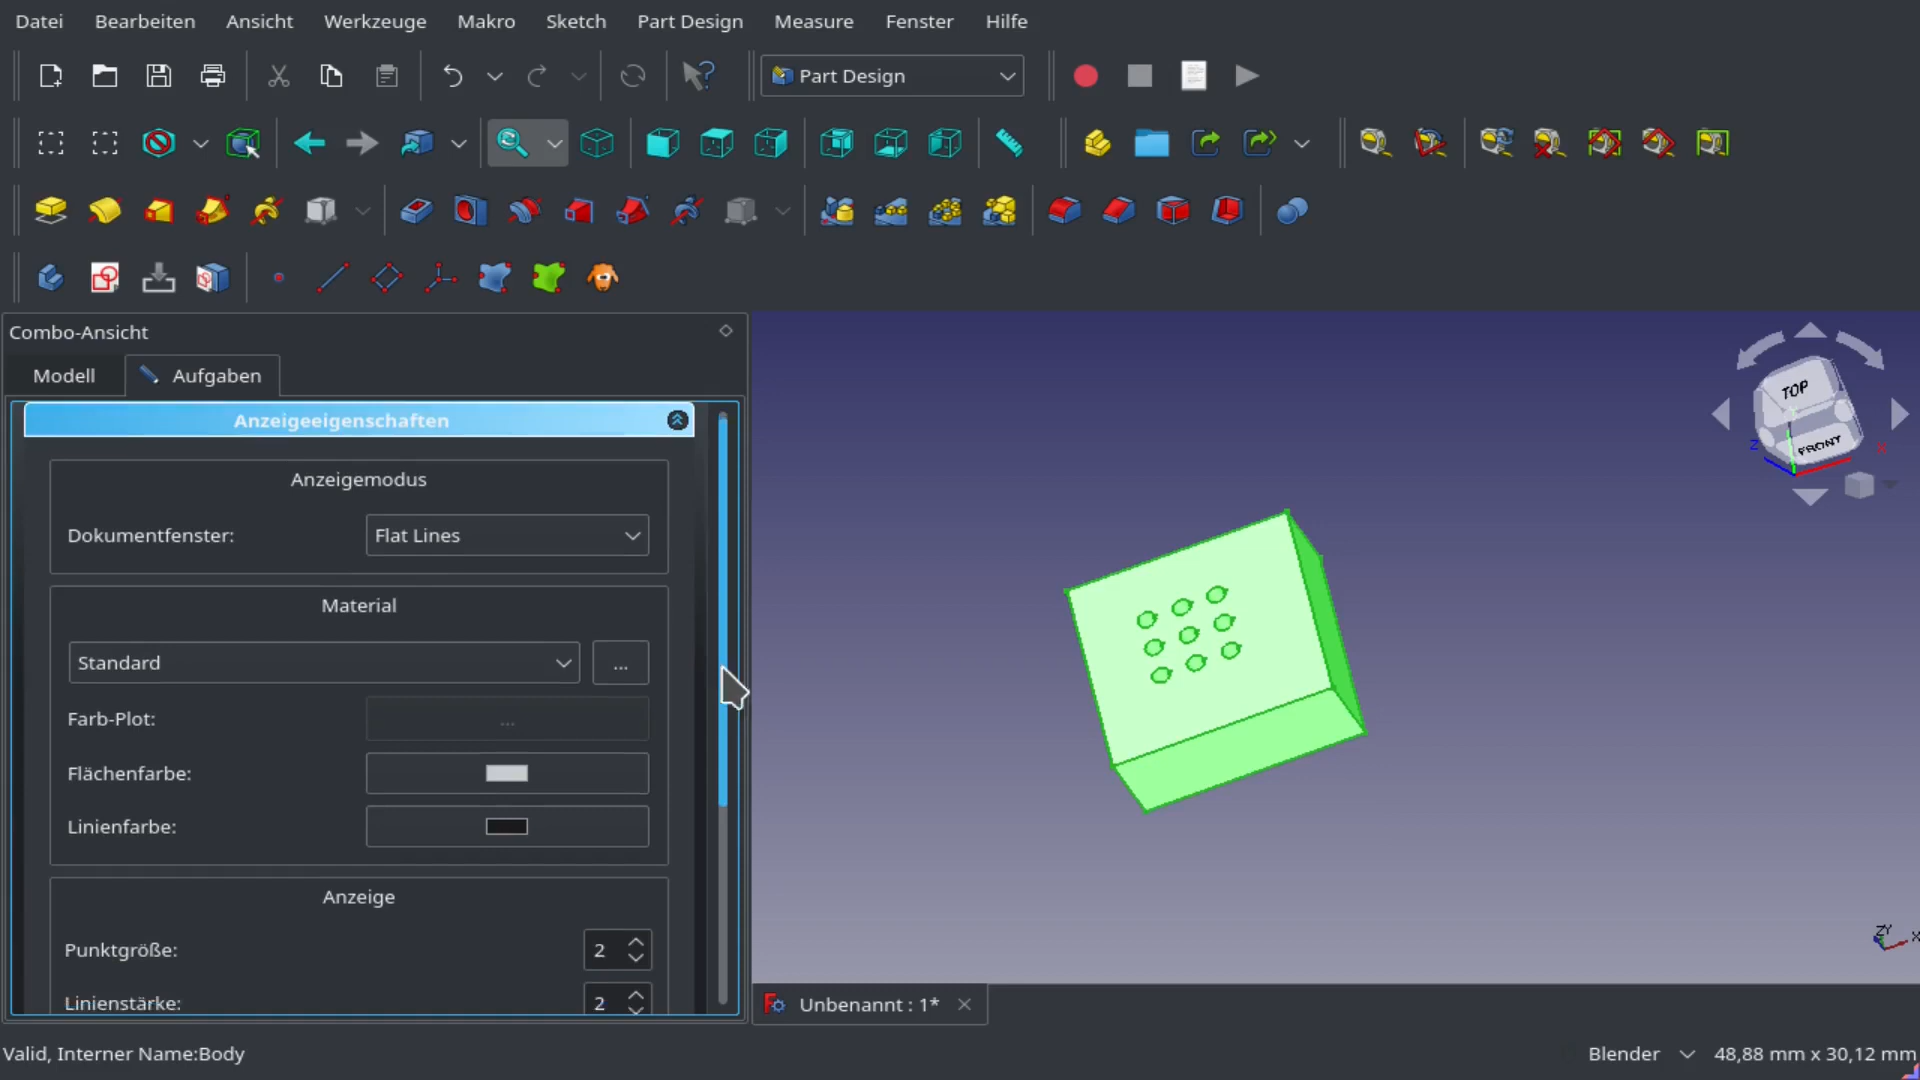 Datei Bearbeiten Ansicht Werkzeuge Makro Sketch Part Design Measure Fenster Hilfe
Part Design
Combo-Ansicht
Modell Aufgaben
Anzeigeeigenschaften
Anzeigemodus
Dokumentfenster: Flat Lines
Material
Standard ...
Farb-Plot: ...
Flächenfarbe:
Linienfarbe:
Anzeige
Punktgröße: 2
Linienstärke: 2
TOP
FRONT
Z X
ZY X
Unbenannt : 1*
Valid, Interner Name:Body
Blender 48,88 mm x 30,12 mm